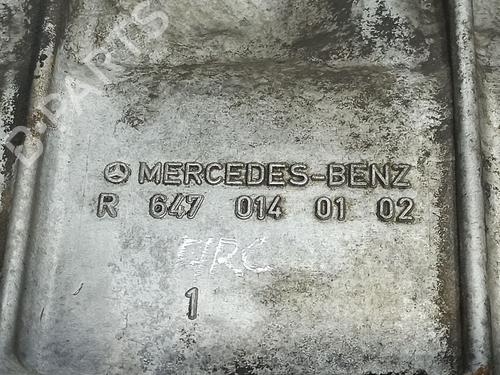 B-PARTS
MERCEDES-BENZ
R 647 014 01 02
1